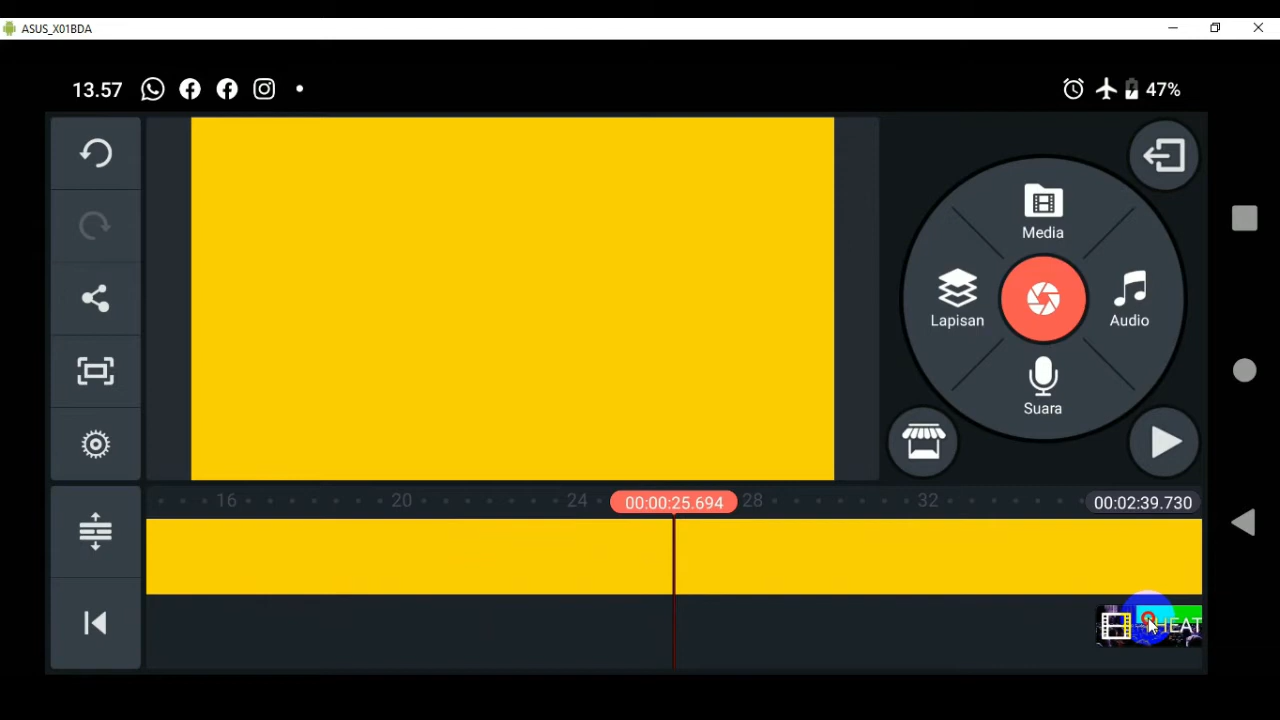 ASUS_X01BDA
13.57
47%
Media
Lapisan
Audio
Suara
16
20
24
00:00:25.694
28
32
00:02:39.730
HEAT